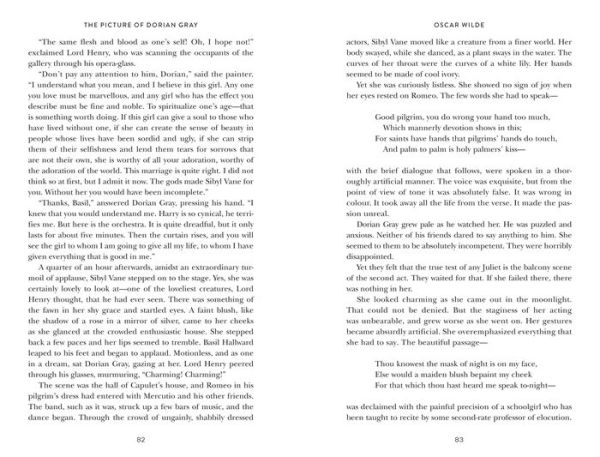 THE PICTURE OF DORIAN GRAY
“The same flesh and blood as one’s self! Oh, I hope not!”
exclaimed Lord Henry, who was scanning the occupants of the
gallery through his opera-glass.
“Don’t pay any attention to him, Dorian,” said the painter.
“I understand what you mean, and I believe in this girl. Any one
you love must be marvellous, and any girl who has the effect you
describe must be fine and noble. To spiritualize one’s age—that
is something worth doing. If this girl can give a soul to those who
have lived without one, if she can create the sense of beauty in
people whose lives have been sordid and ugly, if she can strip
them of their selfishness and lend them tears for sorrows that
are not their own, she is worthy of all your adoration, worthy of
the adoration of the world. This marriage is quite right. I did not
think so at first, but I admit it now. The gods made Sibyl Vane for
you. Without her you would have been incomplete.”
“Thanks, Basil,” answered Dorian Gray, pressing his hand. “I
knew that you would understand me. Harry is so cynical, he terri-
fies me. But here is the orchestra. It is quite dreadful, but it only
lasts for about five minutes. Then the curtain rises, and you will
see the girl to whom I am going to give all my life, to whom I have
given everything that is good in me.”
A quarter of an hour afterwards, amidst an extraordinary tur-
moil of applause, Sibyl Vane stepped on to the stage. Yes, she was
certainly lovely to look at—one of the loveliest creatures, Lord
Henry thought, that he had ever seen. There was something of
the fawn in her shy grace and startled eyes. A faint blush, like
the shadow of a rose in a mirror of silver, came to her cheeks
as she glanced at the crowded enthusiastic house. She stepped
back a few paces and her lips seemed to tremble. Basil Hallward
leaped to his feet and began to applaud. Motionless, and as one
in a dream, sat Dorian Gray, gazing at her. Lord Henry peered
through his glasses, murmuring, “Charming! Charming!”
The scene was the hall of Capulet’s house, and Romeo in his
pilgrim’s dress had entered with Mercutio and his other friends.
The band, such as it was, struck up a few bars of music, and the
dance began. Through the crowd of ungainly, shabbily dressed
82
OSCAR WILDE
actors, Sibyl Vane moved like a creature from a finer world. Her
body swayed, while she danced, as a plant sways in the water. The
curves of her throat were the curves of a white lily. Her hands
seemed to be made of cool ivory.
Yet she was curiously listless. She showed no sign of joy when
her eyes rested on Romeo. The few words she had to speak—
Good pilgrim, you do wrong your hand too much,
Which mannerly devotion shows in this;
For saints have hands that pilgrims’ hands do touch,
And palm to palm is holy palmers’ kiss—
with the brief dialogue that follows, were spoken in a thor-
oughly artificial manner. The voice was exquisite, but from the
point of view of tone it was absolutely false. It was wrong in
colour. It took away all the life from the verse. It made the pas-
sion unreal.
Dorian Gray grew pale as he watched her. He was puzzled and
anxious. Neither of his friends dared to say anything to him. She
seemed to them to be absolutely incompetent. They were horribly
disappointed.
Yet they felt that the true test of any Juliet is the balcony scene
of the second act. They waited for that. If she failed there, there
was nothing in her.
She looked charming as she came out in the moonlight.
That could not be denied. But the staginess of her acting
was unbearable, and grew worse as she went on. Her gestures
became absurdly artificial. She overemphasized everything that
she had to say. The beautiful passage—
Thou knowest the mask of night is on my face,
Else would a maiden blush bepaint my cheek
For that which thou hast heard me speak to-night—
was declaimed with the painful precision of a schoolgirl who has
been taught to recite by some second-rate professor of elocution.
83